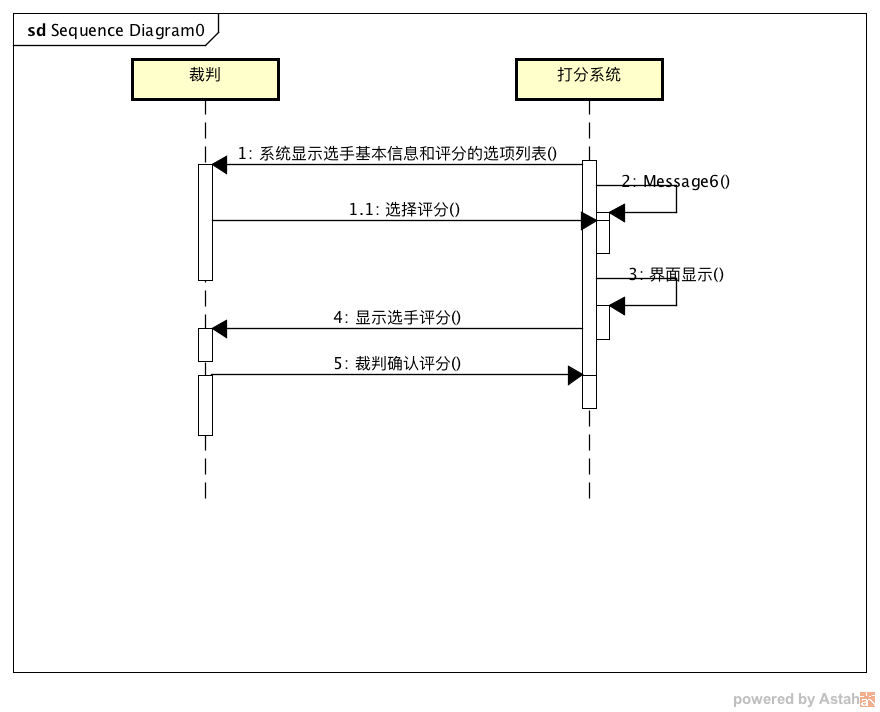 sd Sequence Diagram0
裁判
打分系统
1: 系统显示选手基本信息和评分的选项列表()
2: Message6()
1.1: 选择评分()
3: 界面显示()
4: 显示选手评分()
5: 裁判确认评分()
powered by Astah